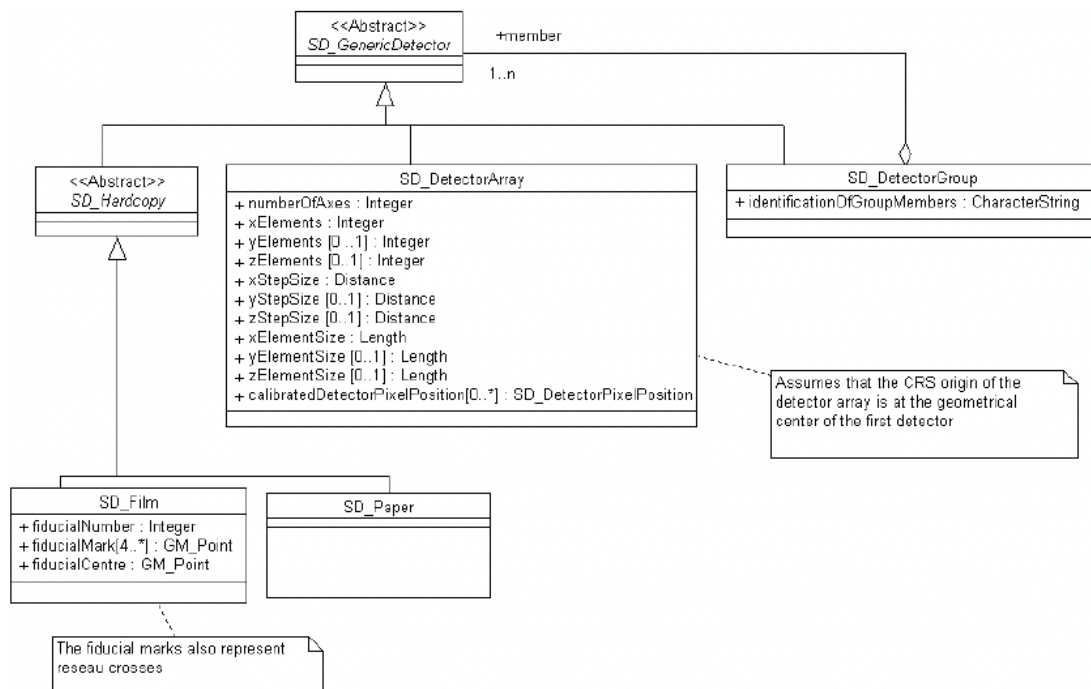 <<Abstract>>
SD_GenericDetector
+member
1..n
<<Abstract>>
SD_Hardcopy
SD_DetectorArray
+ numberOfAxes : Integer
+ xElements : Integer
+ yElements [0..1] : Integer
+ zElements [0..1] : Integer
+ xStepSize : Distance
+ yStepSize [0..1] : Distance
+ zStepSize [0..1] : Distance
+ xElementSize : Length
+ yElementSize [0..1] : Length
+ zElementSize [0..1] : Length
+ calibratedDetectorPixelPosition[0..*] : SD_DetectorPixelPosition
SD_DetectorGroup
+ identificationOfGroupMembers : CharacterString
Assumes that the CRS origin of the
detector array is at the geometrical
center of the first detector
SD_Film
+ fiducialNumber : Integer
+ fiducialMark[4..*] : GM_Point
+ fiducialCentre : GM_Point
SD_Paper
The fiducial marks also represent
reseau crosses